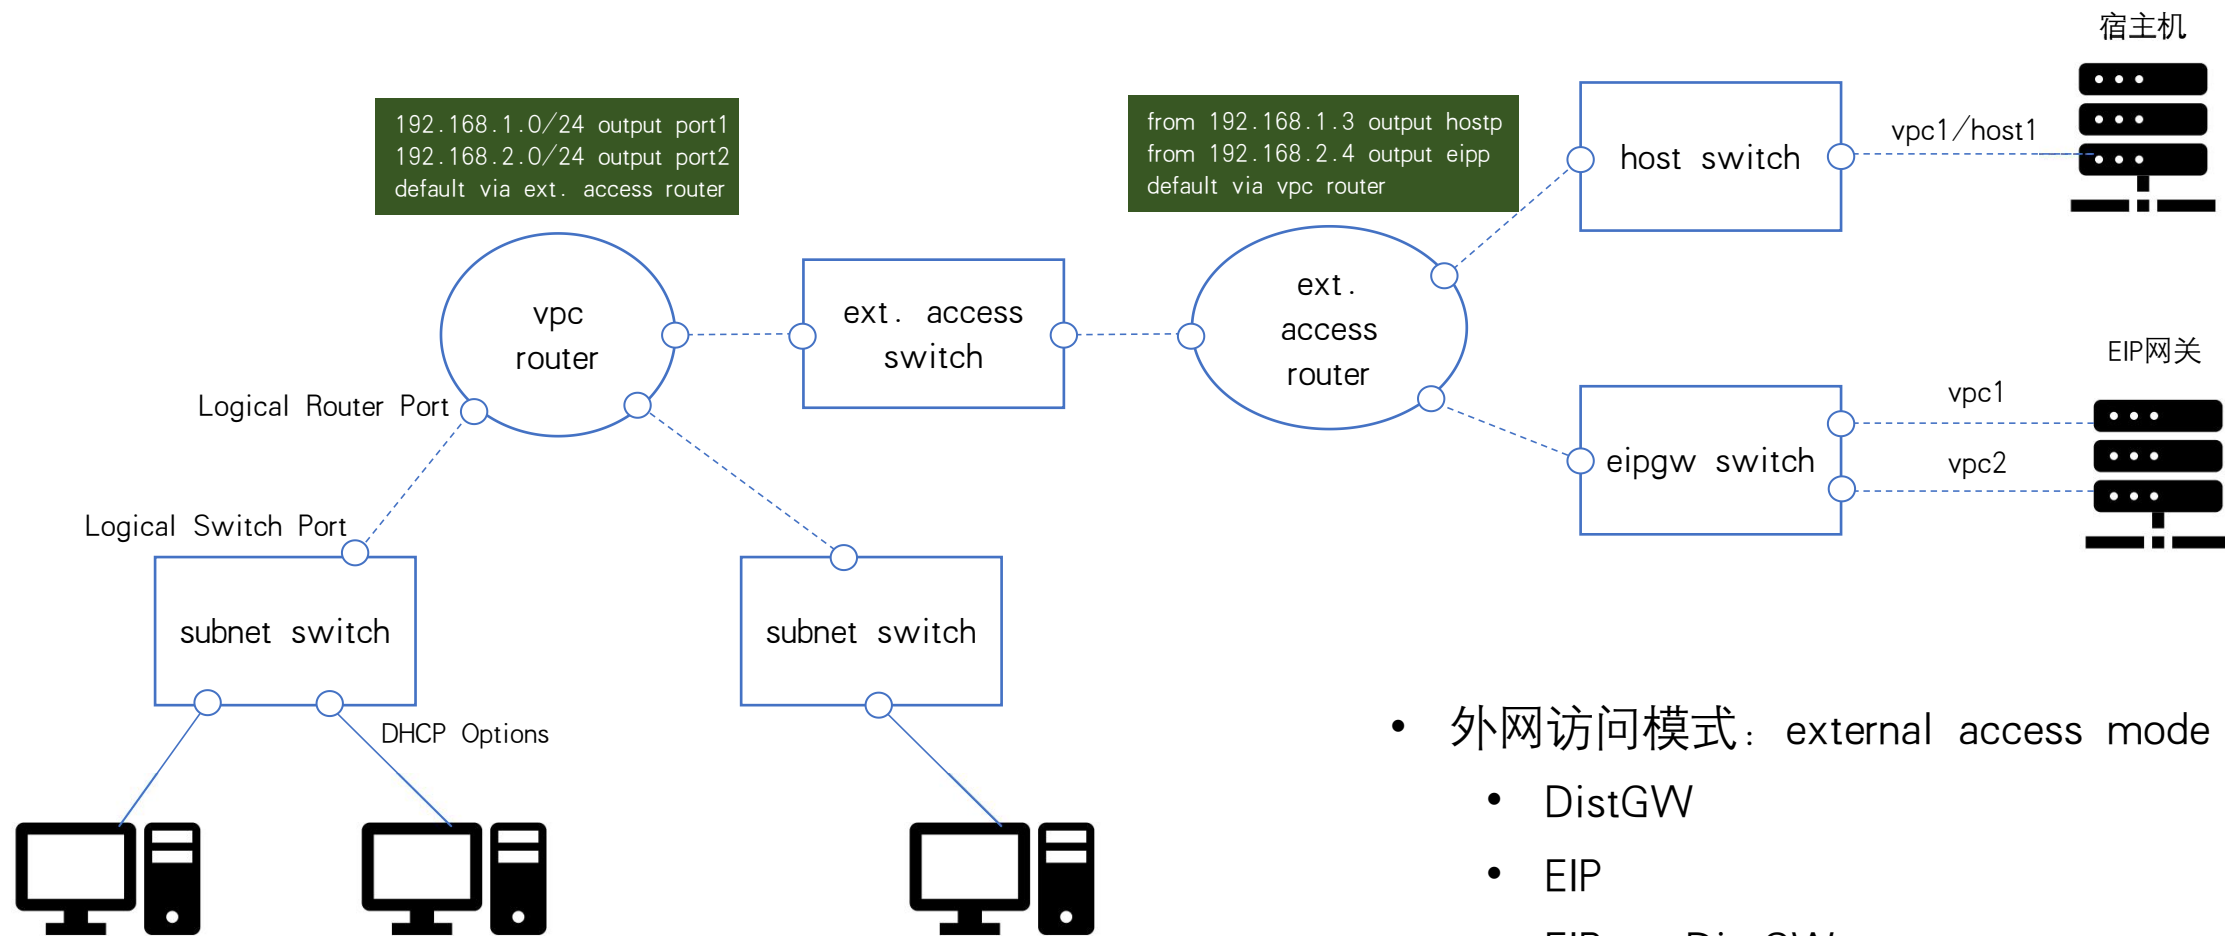 宿主机
192.168.1.0/24 output port1
192.168.2.0/24 output port2
default via ext. access router
from 192.168.1.3 output hostp
from 192.168.2.4 output eipp
default via vpc router
host switch
vpc1/host1
vpc
router
ext. access
switch
ext.
access
router
EIP网关
Logical Router Port
vpc1
eipgw switch
vpc2
Logical Switch Port
subnet switch
subnet switch
DHCP Options
• 外网访问模式：external access mode
• DistGW
• EIP